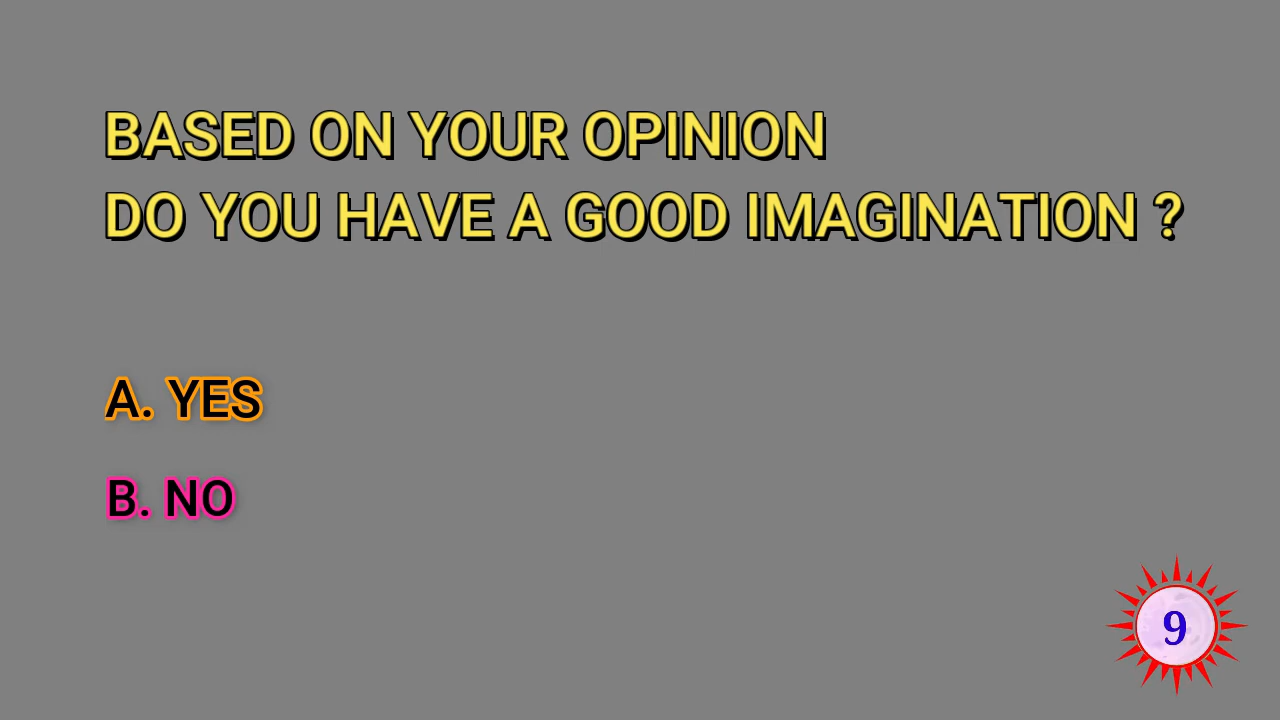 BASED ON YOUR OPINION
DO YOU HAVE A GOOD IMAGINATION ?
A. YES
B. NO
9